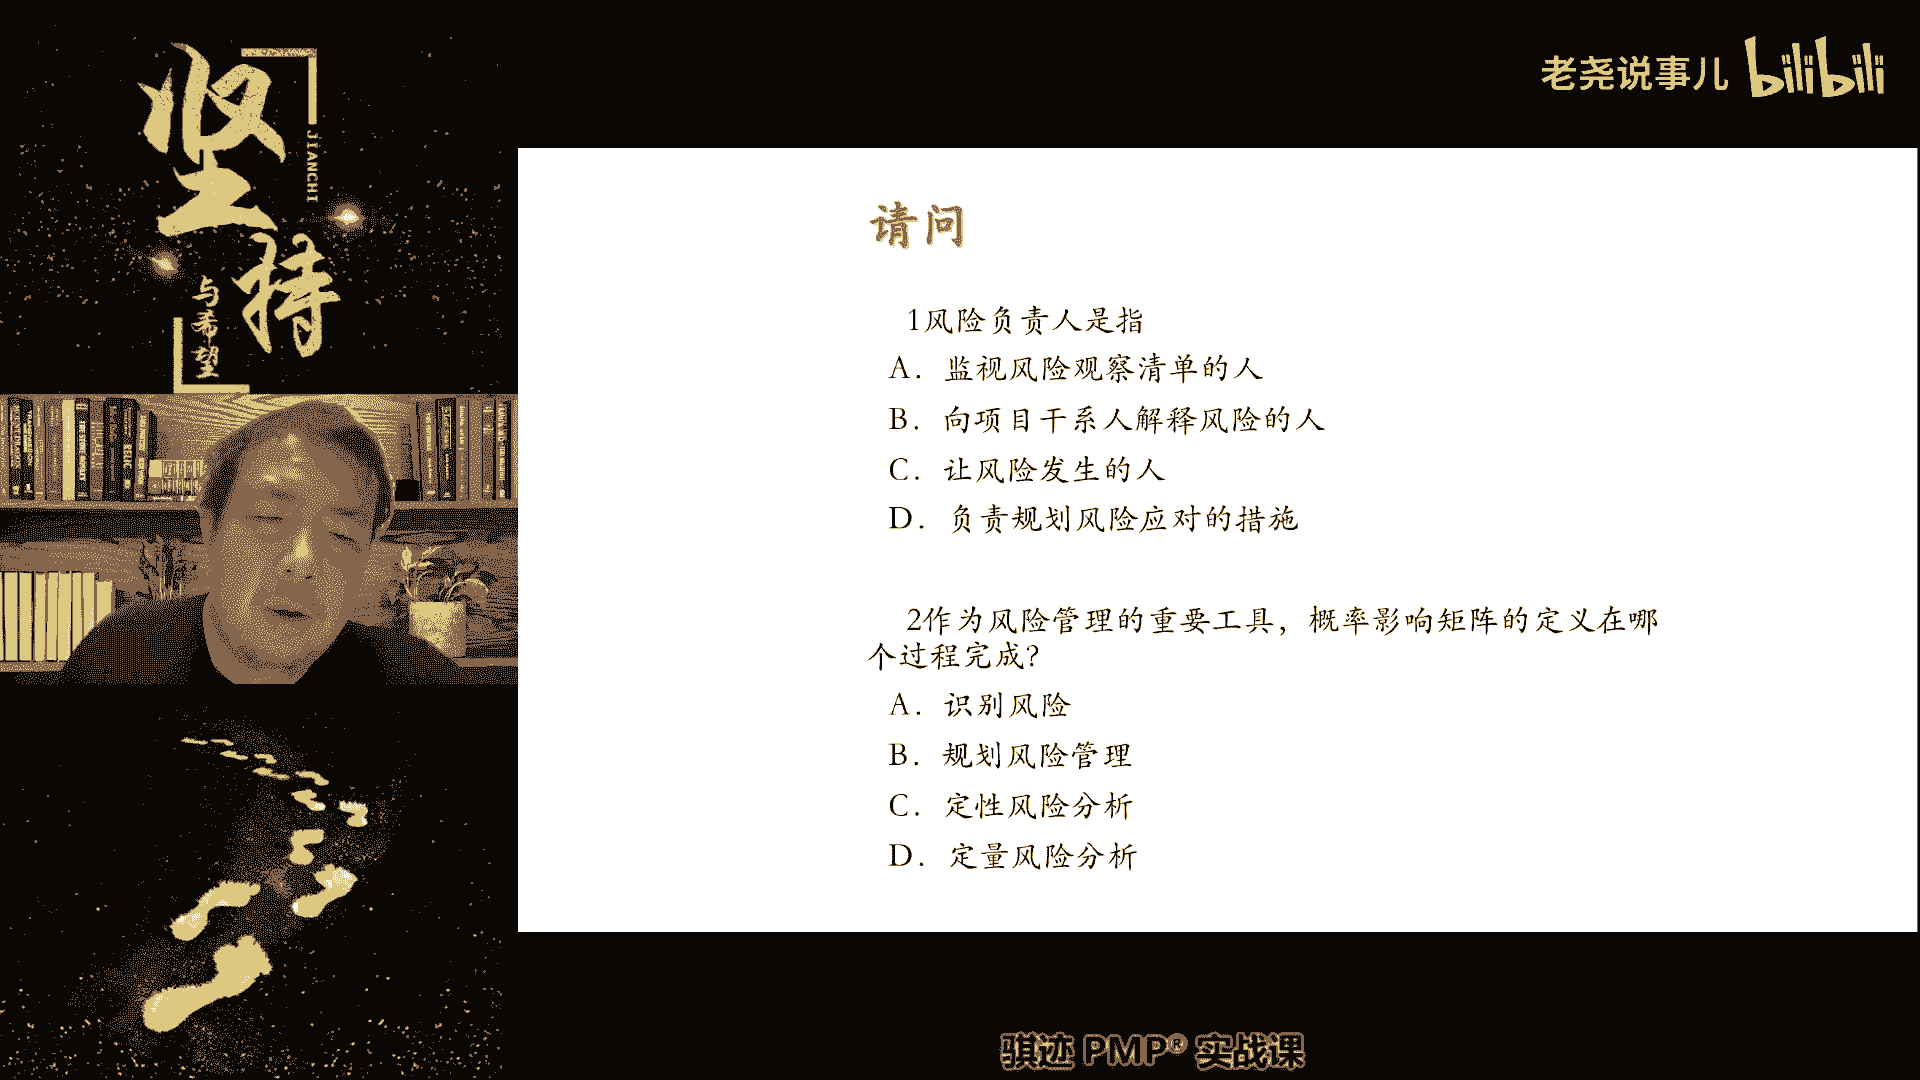 坚持
JIANCHI
与希望
老尧说事儿 bilibili
请问
1风险负责人是指
A. 监视风险观察清单的人
B. 向项目干系人解释风险的人
C. 让风险发生的人
D. 负责规划风险应对的措施
2作为风险管理的重要工具，概率影响矩阵的定义在哪
个过程完成？
A. 识别风险
B. 规划风险管理
C. 定性风险分析
D. 定量风险分析
骐迹 PMP® 实战课